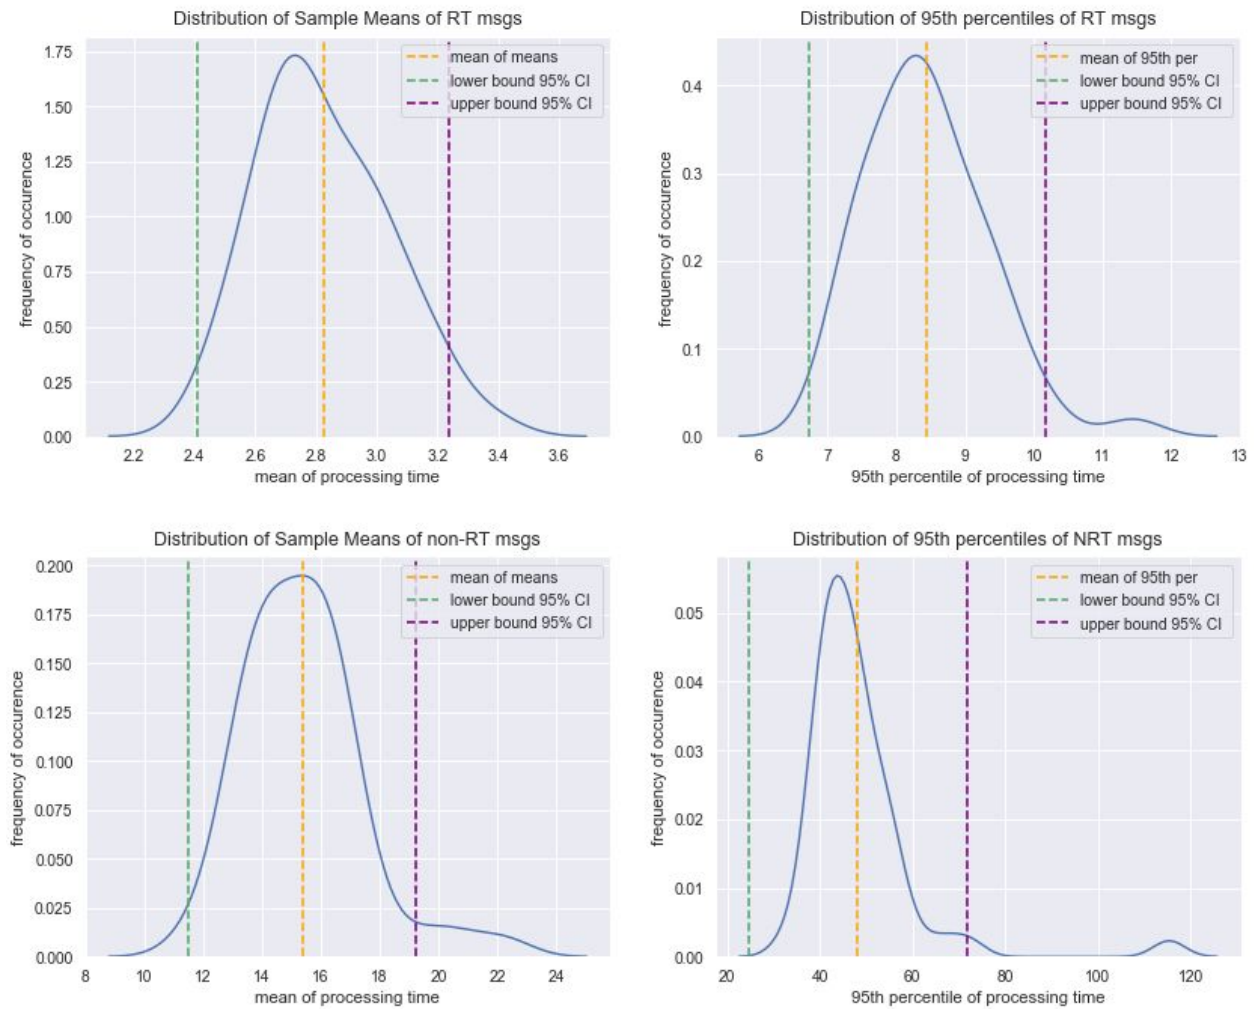 Distribution of Sample Means of RT msgs
1.75
1.50
1.25
1.00
0.75
0.50
0.25
0.00
frequency of occurence
mean of means
lower bound 95% CI
upper bound 95% CI
2.2 2.4 2.6 2.8 3.0 3.2 3.4 3.6
mean of processing time
Distribution of 95th percentiles of RT msgs
0.4
0.3
0.2
0.1
0.0
frequency of occurence
mean of 95th per
lower bound 95% CI
upper bound 95% CI
6 7 8 9 10 11 12 13
95th percentile of processing time
Distribution of Sample Means of non-RT msgs
0.200
0.175
0.150
0.125
0.100
0.075
0.050
0.025
0.000
frequency of occurence
mean of means
lower bound 95% CI
upper bound 95% CI
8 10 12 14 16 18 20 22 24
mean of processing time
Distribution of 95th percentiles of NRT msgs
0.05
0.04
0.03
0.02
0.01
0.00
frequency of occurence
mean of 95th per
lower bound 95% CI
upper bound 95% CI
20 40 60 80 100 120
95th percentile of processing time